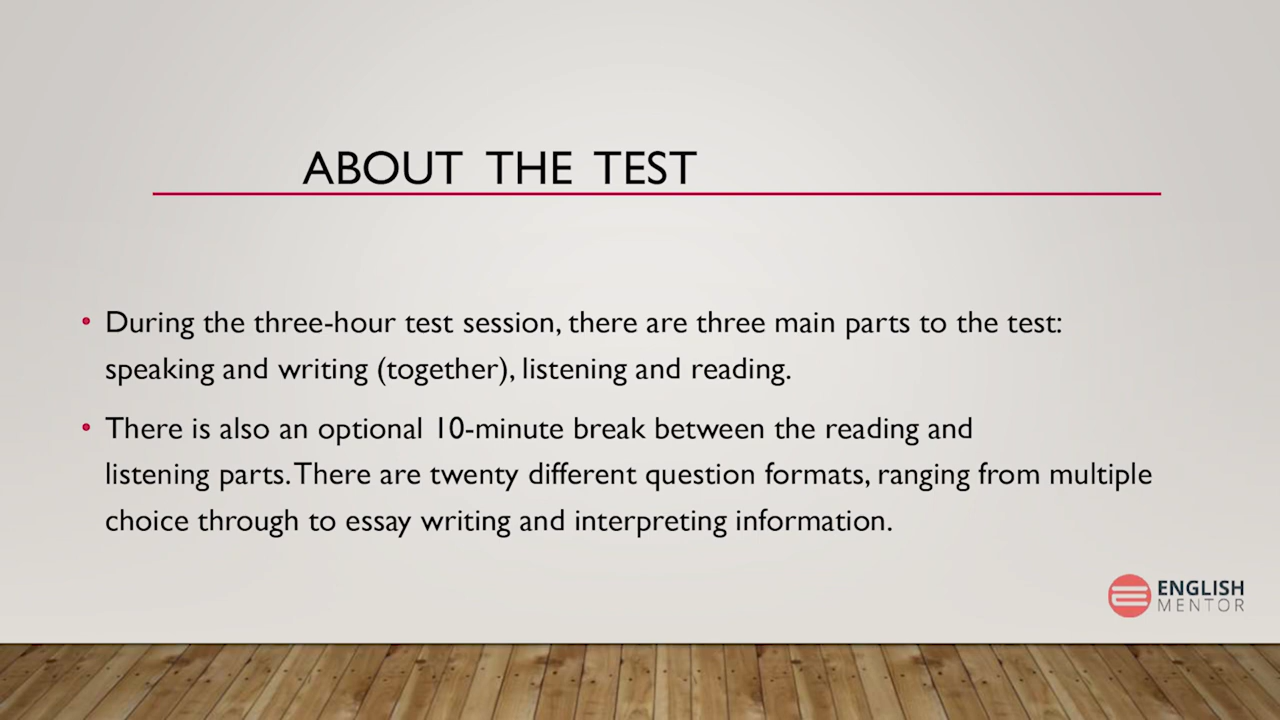 ABOUT THE TEST
• During the three-hour test session, there are three main parts to the test:
speaking and writing (together), listening and reading.
• There is also an optional 10-minute break between the reading and
listening parts. There are twenty different question formats, ranging from multiple
choice through to essay writing and interpreting information.
ENGLISH
MENTOR